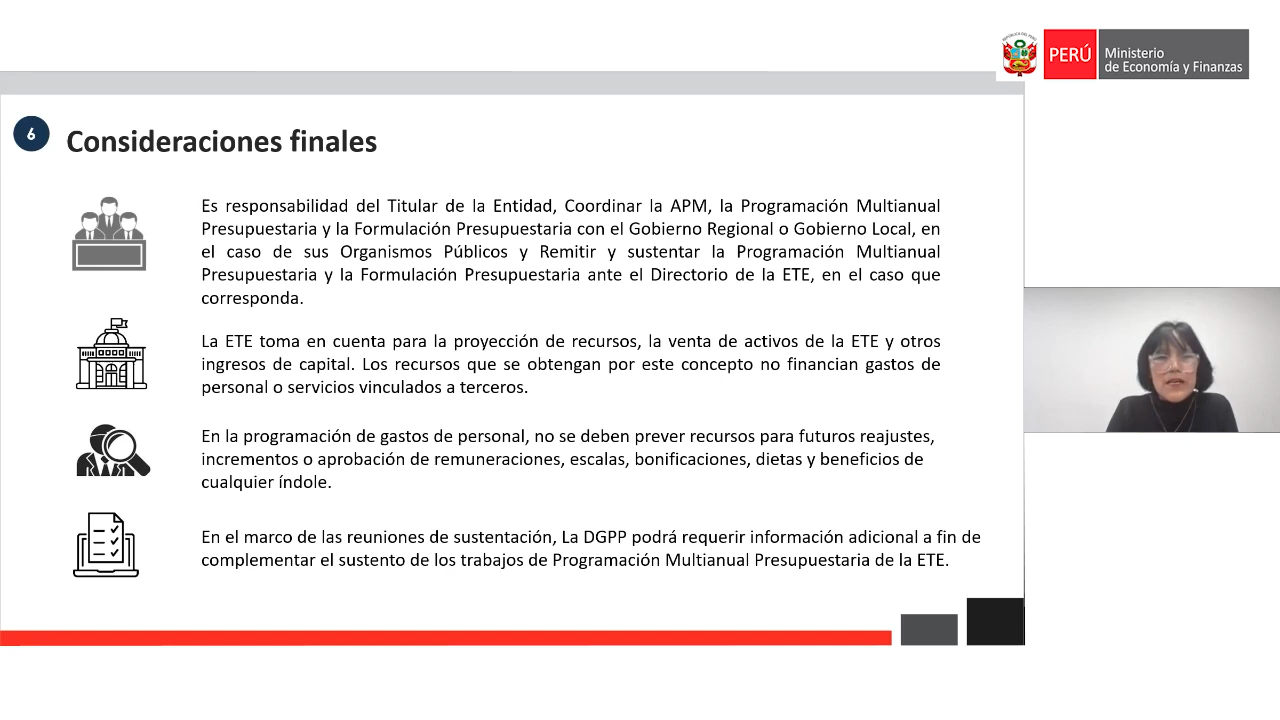 REPÚBLICA DEL PERÚ
PERÚ
Ministerio
de Economía y Finanzas
6
Consideraciones finales
Es responsabilidad del Titular de la Entidad, Coordinar la APM, la Programación Multianual
Presupuestaria y la Formulación Presupuestaria con el Gobierno Regional o Gobierno Local, en
el caso de sus Organismos Públicos y Remitir y sustentar la Programación Multianual
Presupuestaria y la Formulación Presupuestaria ante el Directorio de la ETE, en el caso que
corresponda.
La ETE toma en cuenta para la proyección de recursos, la venta de activos de la ETE y otros
ingresos de capital. Los recursos que se obtengan por este concepto no financian gastos de
personal o servicios vinculados a terceros.
En la programación de gastos de personal, no se deben prever recursos para futuros reajustes,
incrementos o aprobación de remuneraciones, escalas, bonificaciones, dietas y beneficios de
cualquier índole.
En el marco de las reuniones de sustentación, La DGPP podrá requerir información adicional a fin de
complementar el sustento de los trabajos de Programación Multianual Presupuestaria de la ETE.